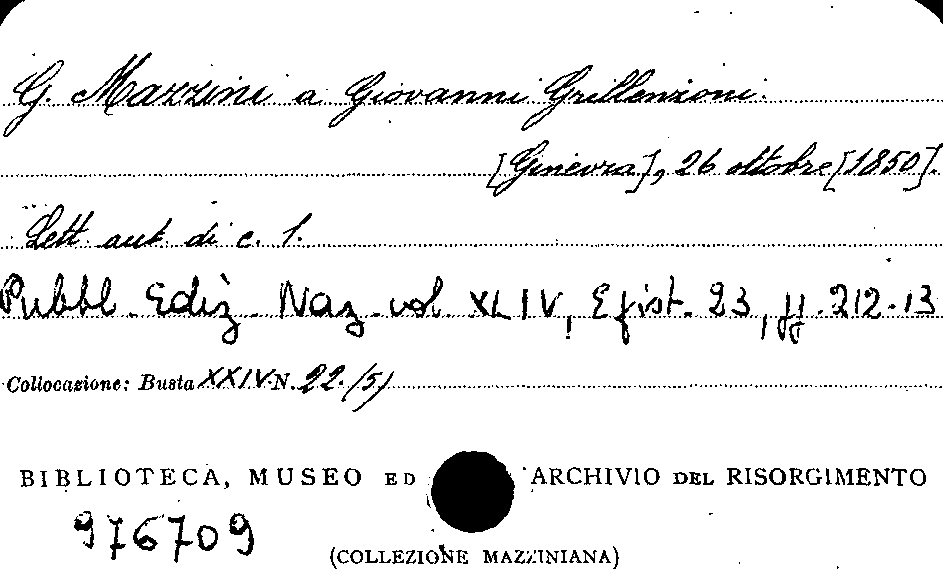 G. Mazzini a Giovanni Grillenzoni.
[Ginevra], 26 ottobre [1850].
Lett. aut. di c. 1.
Pubbl. Ediz. Naz. vol. XLIV, Epist. 23, pp. 212-13
Collocazione: Busta XXIV N. 22. (5)
BIBLIOTECA, MUSEO ED ARCHIVIO DEL RISORGIMENTO
976709
(COLLEZIONE MAZZINIANA)